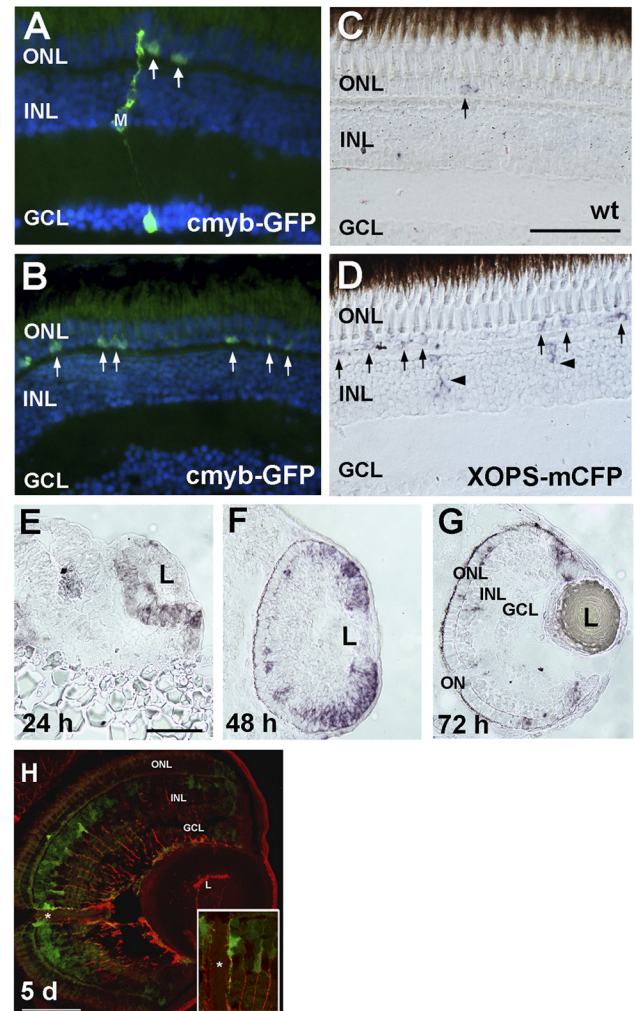 A
ONL
INL
M
GCL
cmyb-GFP
C
ONL
INL
GCL
wt
B
ONL
INL
GCL
cmyb-GFP
D
ONL
INL
GCL
XOPS-mCFP
E
L
24 h
F
L
48 h
G
ONL
INL
GCL
L
ON
72 h
H
ONL
INL
GCL
L
*
5 d
*